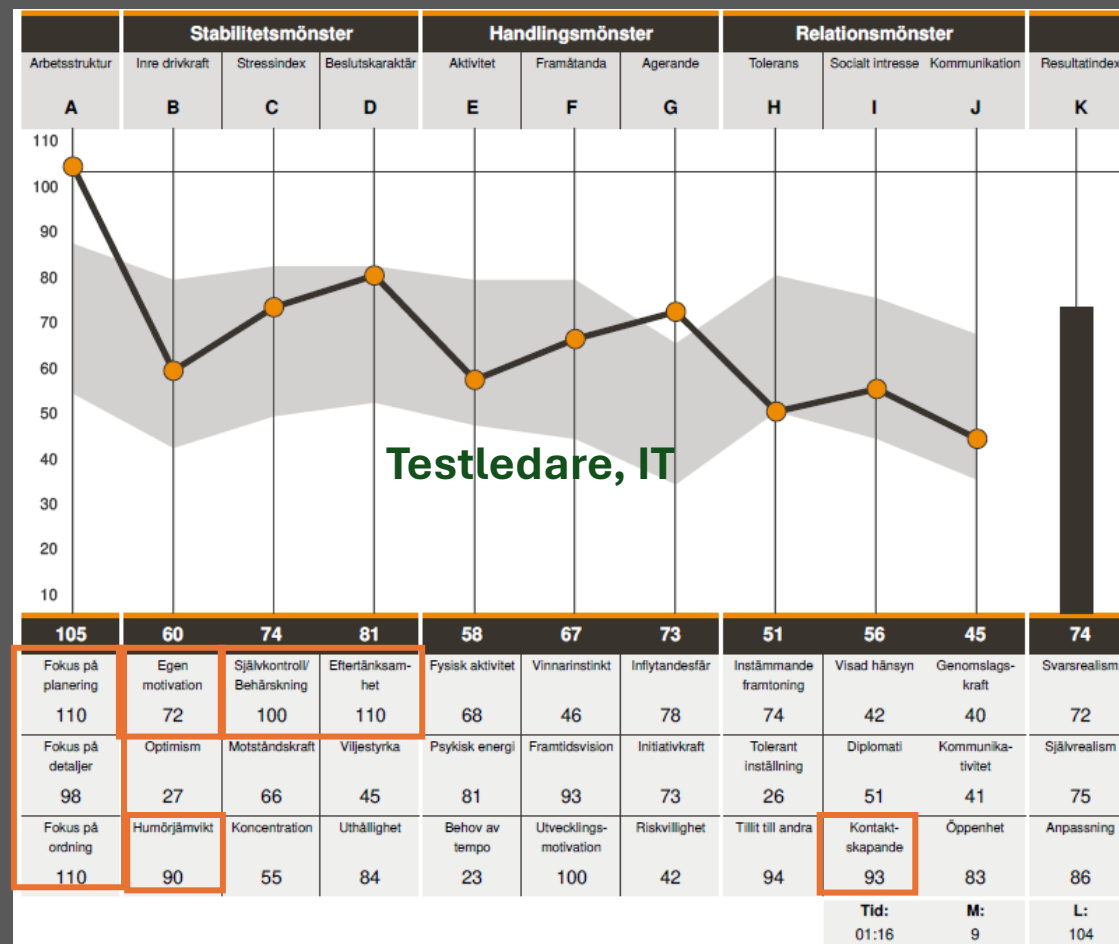 Stabilitetsmönster Handlingsmönster Relationsmönster
Arbetsstruktur Inre drivkraft Stressindex Beslutskaraktär Aktivitet Framåtanda Agerande Tolerans Socialt intresse Kommunikation Resultatindex
A B C D E F G H I J K
110
100
90
80
70
60
50
40
30
20
10
Testledare, IT
105 60 74 81 58 67 73 51 56 45 74
Fokus på Egen Självkontroll/ Eftertänksam- Fysisk aktivitet Vinnarinstinkt Inflytandesfär Instämmande Visad hänsyn Genomslags- Svarsrealism
planering motivation Behärskning het framtoning kraft
110 72 100 110 68 46 78 74 42 40 72
Fokus på Optimism Motståndskraft Viljestyrka Psykisk energi Framtidsvision Initiativkraft Tolerant Diplomati Kommunika- Självrealism
detaljer inställning tivitet
98 27 66 45 81 93 73 26 51 41 75
Fokus på Humörjämvikt Koncentration Uthållighet Behov av Utvecklings- Riskvillighet Tillit till andra Kontakt- Öppenhet Anpassning
ordning tempo motivation skapande
110 90 55 84 23 100 42 94 93 83 86
Tid: M: L:
01:16 9 104